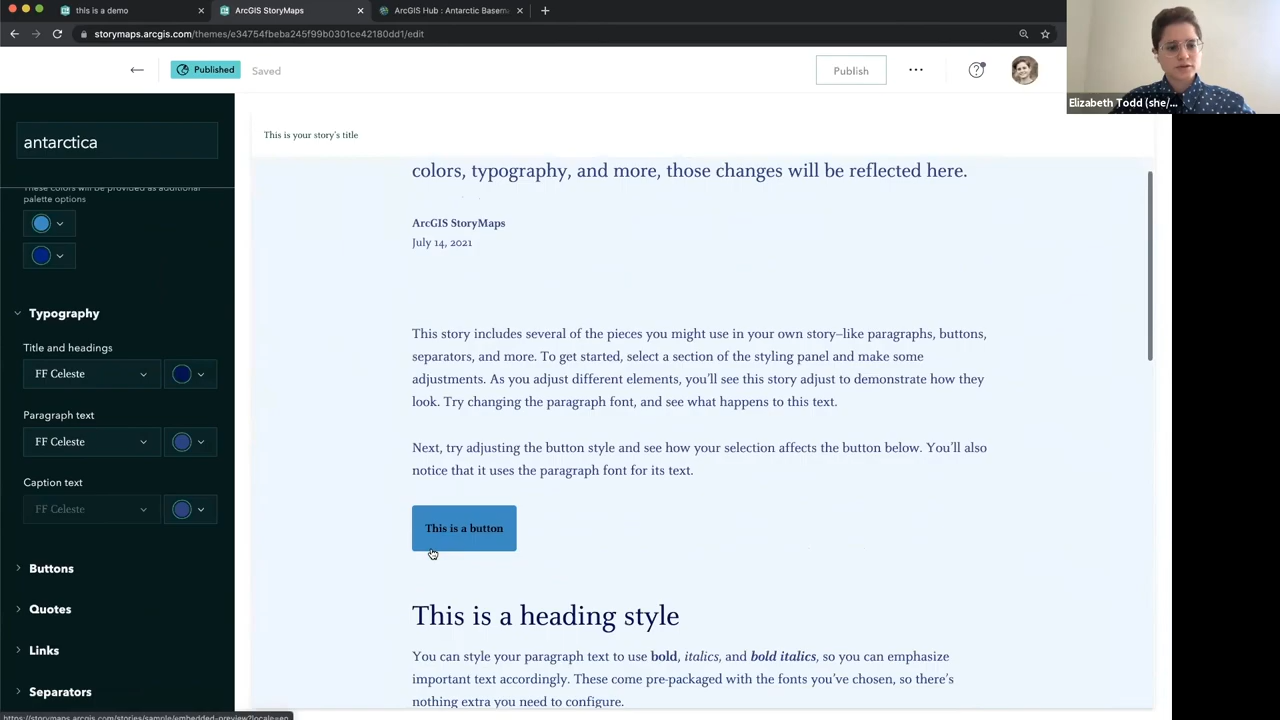 this is a demo
ArcGIS StoryMaps
ArcGIS Hub : Antarctic Basem
storymaps.arcgis.com/themes/e34754fbeba245f99b0301ce42180dd1/edit
Elizabeth Todd (she/...
Published
Saved
Publish
antarctica
These colors will be provided as additional
palette options
Typography
Title and headings
FF Celeste
Paragraph text
FF Celeste
Caption text
FF Celeste
Buttons
Quotes
Links
Separators
https://storymaps.arcgis.com/stories/sample/embedded-preview?locale=en
This is your story's title
colors, typography, and more, those changes will be reflected here.
ArcGIS StoryMaps
July 14, 2021
This story includes several of the pieces you might use in your own story–like paragraphs, buttons,
separators, and more. To get started, select a section of the styling panel and make some
adjustments. As you adjust different elements, you'll see this story adjust to demonstrate how they
look. Try changing the paragraph font, and see what happens to this text.
Next, try adjusting the button style and see how your selection affects the button below. You'll also
notice that it uses the paragraph font for its text.
This is a button
This is a heading style
You can style your paragraph text to use bold, italics, and bold italics, so you can emphasize
important text accordingly. These come pre-packaged with the fonts you've chosen, so there's
nothing extra you need to configure.